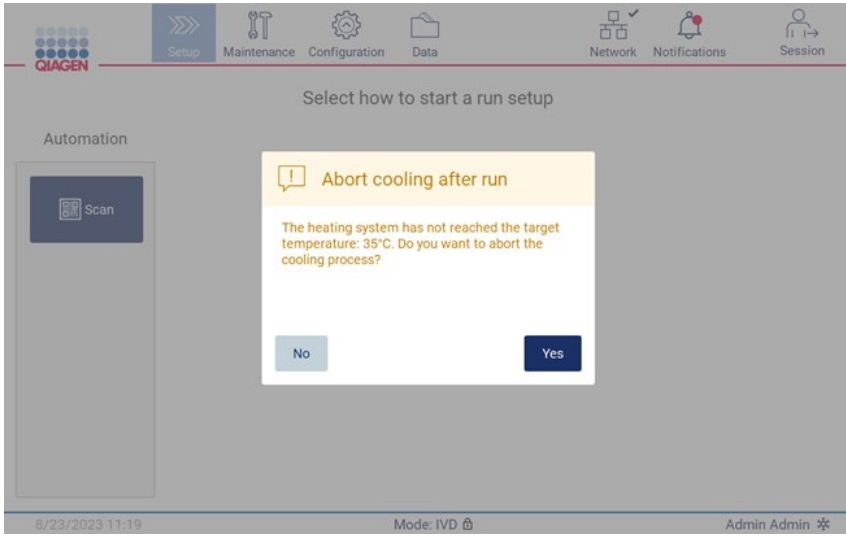 QIAGEN
Setup
Maintenance
Configuration
Data
Network
Notifications
Session
Select how to start a run setup
Automation
Scan
Abort cooling after run
The heating system has not reached the target
temperature: 35°C. Do you want to abort the
cooling process?
No
Yes
8/23/2023 11:19
Mode: IVD
Admin Admin